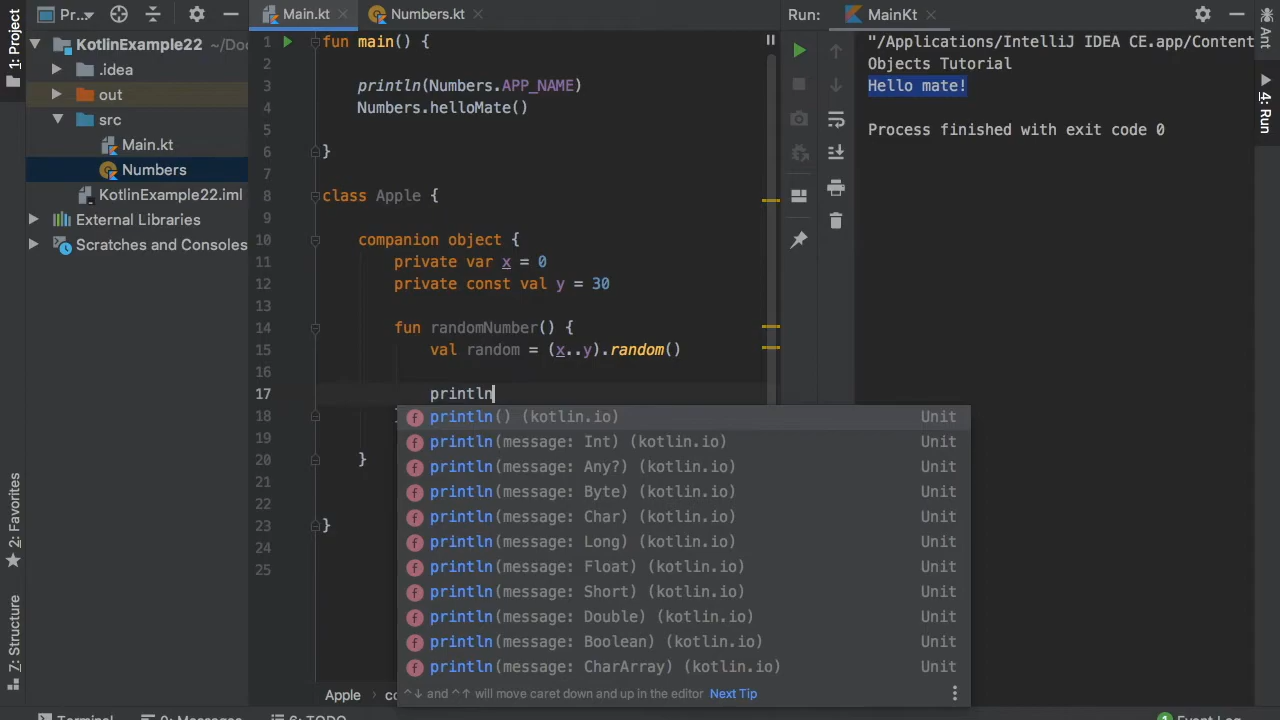 1: Project
Pr...
Main.kt
Numbers.kt
Run:
MainKt
KotlinExample22 ~/Doc
.idea
out
src
Main.kt
Numbers
KotlinExample22.iml
External Libraries
Scratches and Consoles
2: Favorites
7: Structure
1 fun main() {
2
3 println(Numbers.APP_NAME)
4 Numbers.helloMate()
5
6 }
7
8 class Apple {
9
10 companion object {
11 private var x = 0
12 private const val y = 30
13
14 fun randomNumber() {
15 val random = (x..y).random()
16
17 println
18 }
19
20 }
21
22
23 }
24
25
println() (kotlin.io) Unit
println(message: Int) (kotlin.io) Unit
println(message: Any?) (kotlin.io) Unit
println(message: Byte) (kotlin.io) Unit
println(message: Char) (kotlin.io) Unit
println(message: Long) (kotlin.io) Unit
println(message: Float) (kotlin.io) Unit
println(message: Short) (kotlin.io) Unit
println(message: Double) (kotlin.io) Unit
println(message: Boolean) (kotlin.io) Unit
println(message: CharArray) (kotlin.io) Unit
^↓ and ^↑ will move caret down and up in the editor Next Tip
Apple
"/Applications/IntelliJ IDEA CE.app/Content
Objects Tutorial
Hello mate!
Process finished with exit code 0
Ant
4: Run
Terminal
0: Messages
6: TODO
Event Log